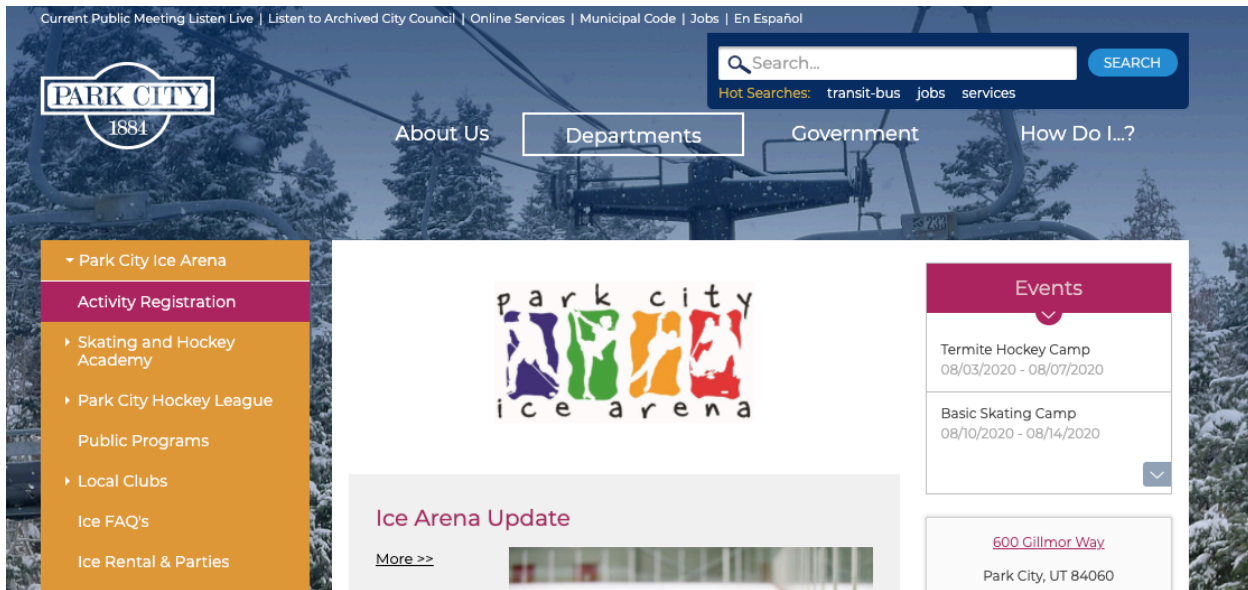 Current Public Meeting Listen Live | Listen to Archived City Council | Online Services | Municipal Code | Jobs | En Español
Search...
SEARCH
Hot Searches: transit-bus jobs services
PARK CITY
1884
About Us
Departments
Government
How Do I...?
Park City Ice Arena
Activity Registration
Skating and Hockey
Academy
Park City Hockey League
Public Programs
Local Clubs
Ice FAQ's
Ice Rental & Parties
park city
ice arena
Ice Arena Update
More >>
Events
Termite Hockey Camp
08/03/2020 - 08/07/2020
Basic Skating Camp
08/10/2020 - 08/14/2020
600 Gillmor Way
Park City, UT 84060